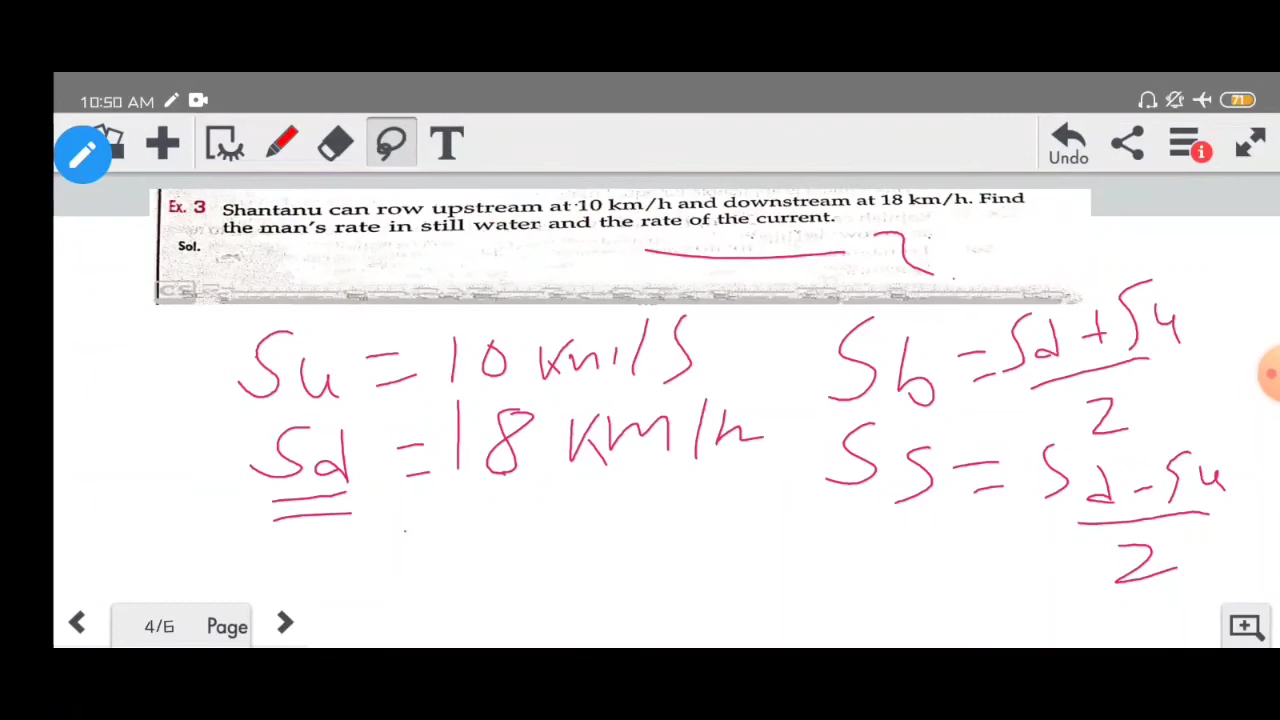 10:50 AM
71
T
Undo
Ex. 3 Shantanu can row upstream at 10 km/h and downstream at 18 km/h. Find
the man's rate in still water and the rate of the current.
Sol.
Su = 10 km/s
Sd = 18 km/h
Sb = Sd + Su
2
Ss = Sd - Su
2
4/6 Page